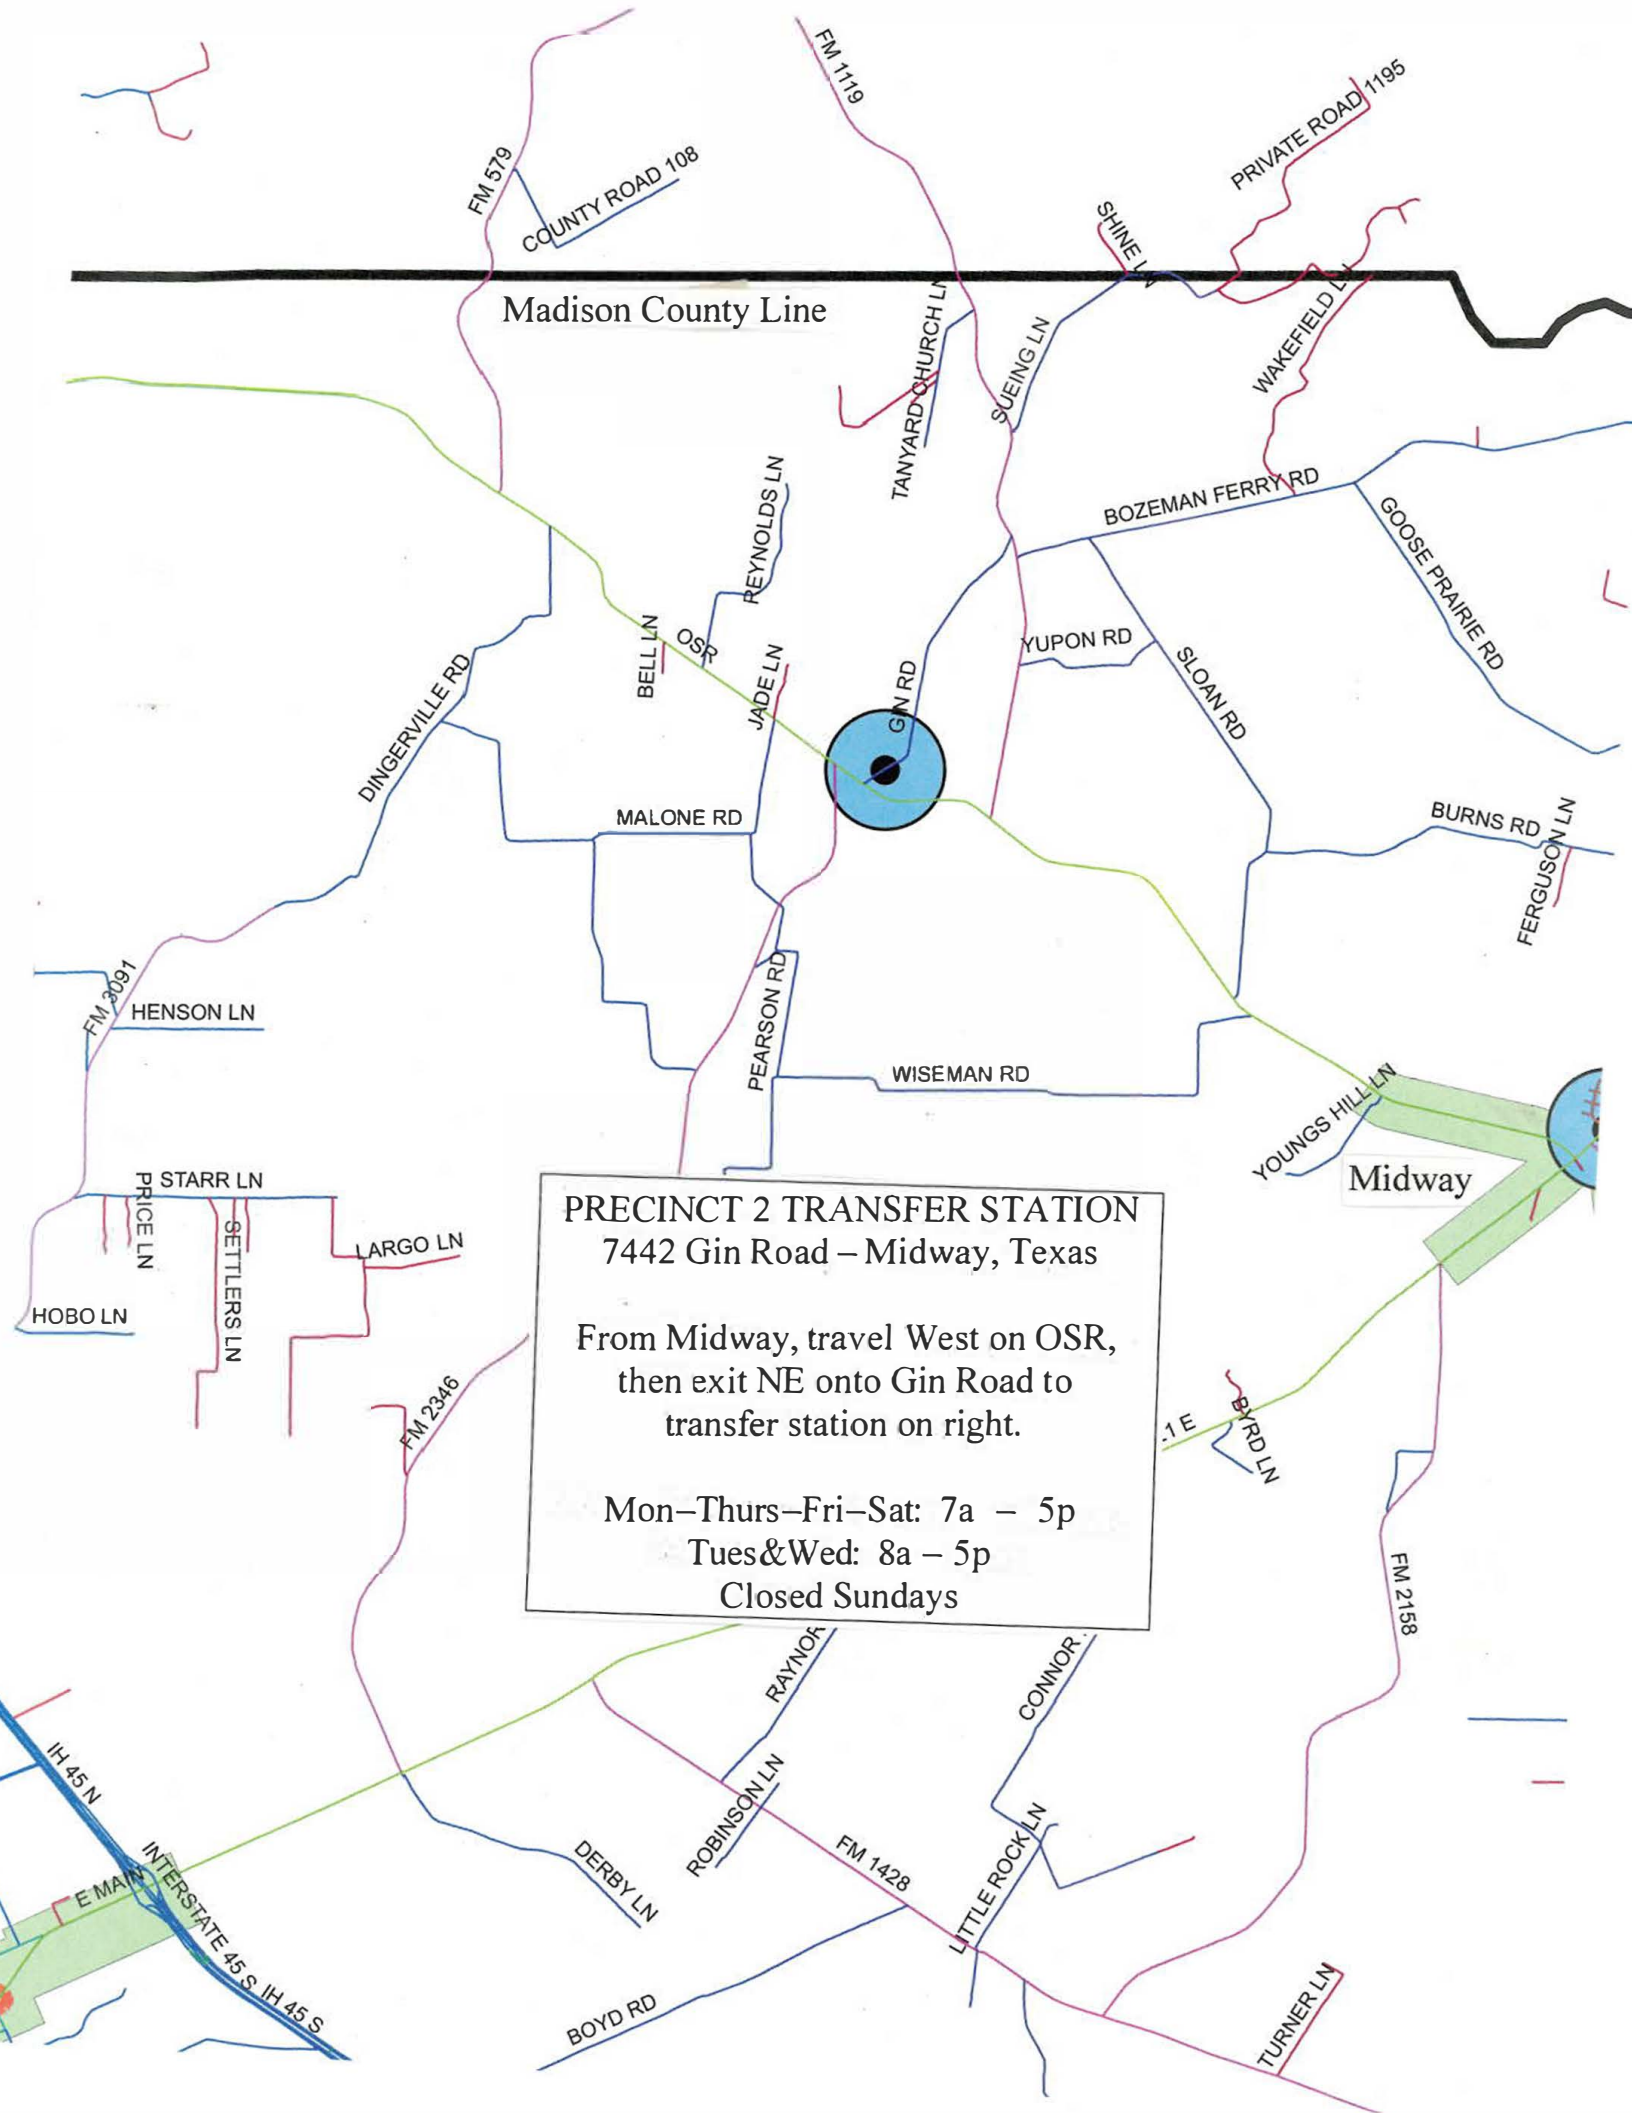 FM 1119
PRIVATE ROAD 1195
FM 579
COUNTY ROAD 108
SHINE LN
Madison County Line
TANYARD CHURCH LN
SUEING LN
WAKEFIELD LN
BOZEMAN FERRY RD
REYNOLDS LN
GOOSE PRAIRIE RD
BELL LN
OSR
JADE LN
GIN RD
YUPON RD
SLOAN RD
DINGERVILLE RD
MALONE RD
BURNS RD
FERGUSON LN
FM 3091
HENSON LN
PEARSON RD
WISEMAN RD
YOUNGS HILL LN
Midway
STARR LN
PRICE LN
SETTLERS LN
LARGO LN
HOBO LN
PRECINCT 2 TRANSFER STATION
7442 Gin Road – Midway, Texas
From Midway, travel West on OSR,
then exit NE onto Gin Road to
transfer station on right.
Mon–Thurs–Fri–Sat: 7a – 5p
Tues&Wed: 8a – 5p
Closed Sundays
FM 2346
1 E
BYRD LN
FM 2158
RAYNOR
CONNOR
IH 45 N
ROBINSON LN
FM 1428
LITTLE ROCK LN
DERBY LN
E MAIN
INTERSTATE 45 S
IH 45 S
BOYD RD
TURNER LN